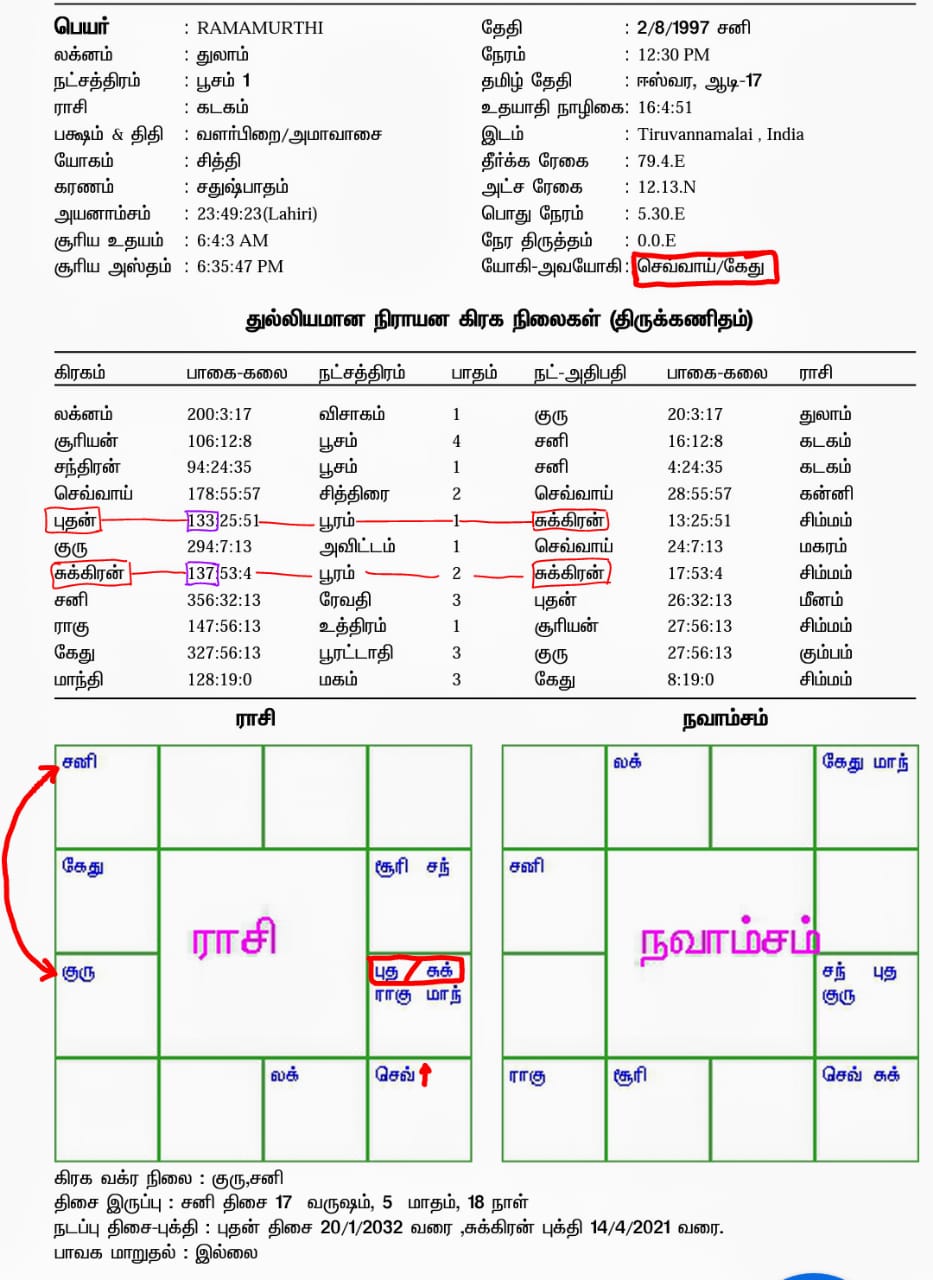 பெயர் : RAMAMURTHI தேதி : 2/8/1997 சனி
லக்னம் : துலாம் நேரம் : 12:30 PM
நட்சத்திரம் : பூசம் 1 தமிழ் தேதி : ஈஸ்வர, ஆடி-17
ராசி : கடகம் உதயாதி நாழிகை: 16:4:51
பக்ஷம் & திதி : வளர்பிறை/அமாவாசை இடம் : Tiruvannamalai , India
யோகம் : சித்தி தீர்க்க ரேகை : 79.4.E
கரணம் : சதுஷ்பாதம் அட்ச ரேகை : 12.13.N
அயனாம்சம் : 23:49:23(Lahiri) பொது நேரம் : 5.30.E
சூரிய உதயம் : 6:4:3 AM நேர திருத்தம் : 0.0.E
சூரிய அஸ்தம் : 6:35:47 PM யோகி-அவயோகி: செவ்வாய்/கேது
துல்லியமான நிராயன கிரக நிலைகள் (திருக்கணிதம்)
கிரகம் பாகை-கலை நட்சத்திரம் பாதம் நட்-அதிபதி பாகை-கலை ராசி
லக்னம் 200:3:17 விசாகம் 1 குரு 20:3:17 துலாம்
சூரியன் 106:12:8 பூசம் 4 சனி 16:12:8 கடகம்
சந்திரன் 94:24:35 பூசம் 1 சனி 4:24:35 கடகம்
செவ்வாய் 178:55:57 சித்திரை 2 செவ்வாய் 28:55:57 கன்னி
புதன் 133:25:51 பூரம் 1 சுக்கிரன் 13:25:51 சிம்மம்
குரு 294:7:13 அவிட்டம் 1 செவ்வாய் 24:7:13 மகரம்
சுக்கிரன் 137:53:4 பூரம் 2 சுக்கிரன் 17:53:4 சிம்மம்
சனி 356:32:13 ரேவதி 3 புதன் 26:32:13 மீனம்
ராகு 147:56:13 உத்திரம் 1 சூரியன் 27:56:13 சிம்மம்
கேது 327:56:13 பூரட்டாதி 3 குரு 27:56:13 கும்பம்
மாந்தி 128:19:0 மகம் 3 கேது 8:19:0 சிம்மம்
ராசி நவாம்சம்
சனி லக் கேது மாந்
கேது சூரி சந் சனி
ராசி நவாம்சம்
குரு புத சுக் சந் புத
ராகு மாந் குரு
லக் செவ் ராகு சூரி செவ் சுக்
கிரக வக்ர நிலை : குரு,சனி
திசை இருப்பு : சனி திசை 17 வருஷம், 5 மாதம், 18 நாள்
நடப்பு திசை-புக்தி : புதன் திசை 20/1/2032 வரை ,சுக்கிரன் புக்தி 14/4/2021 வரை.
பாவக மாறுதல் : இல்லை